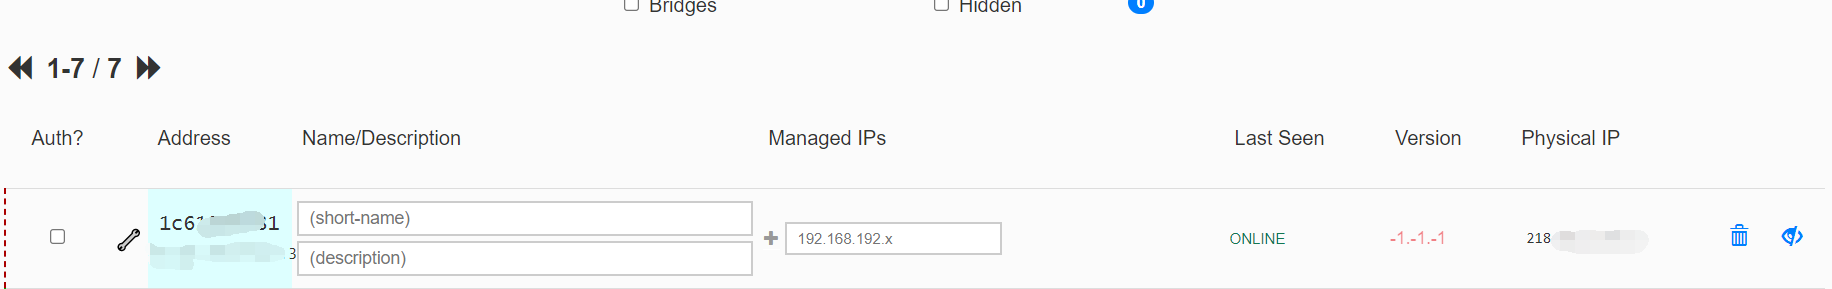 Bridges Hidden 0
1-7 / 7
Auth? Address Name/Description Managed IPs Last Seen Version Physical IP
(short-name)
(description)
192.168.192.x
ONLINE
-1.-1.-1
218